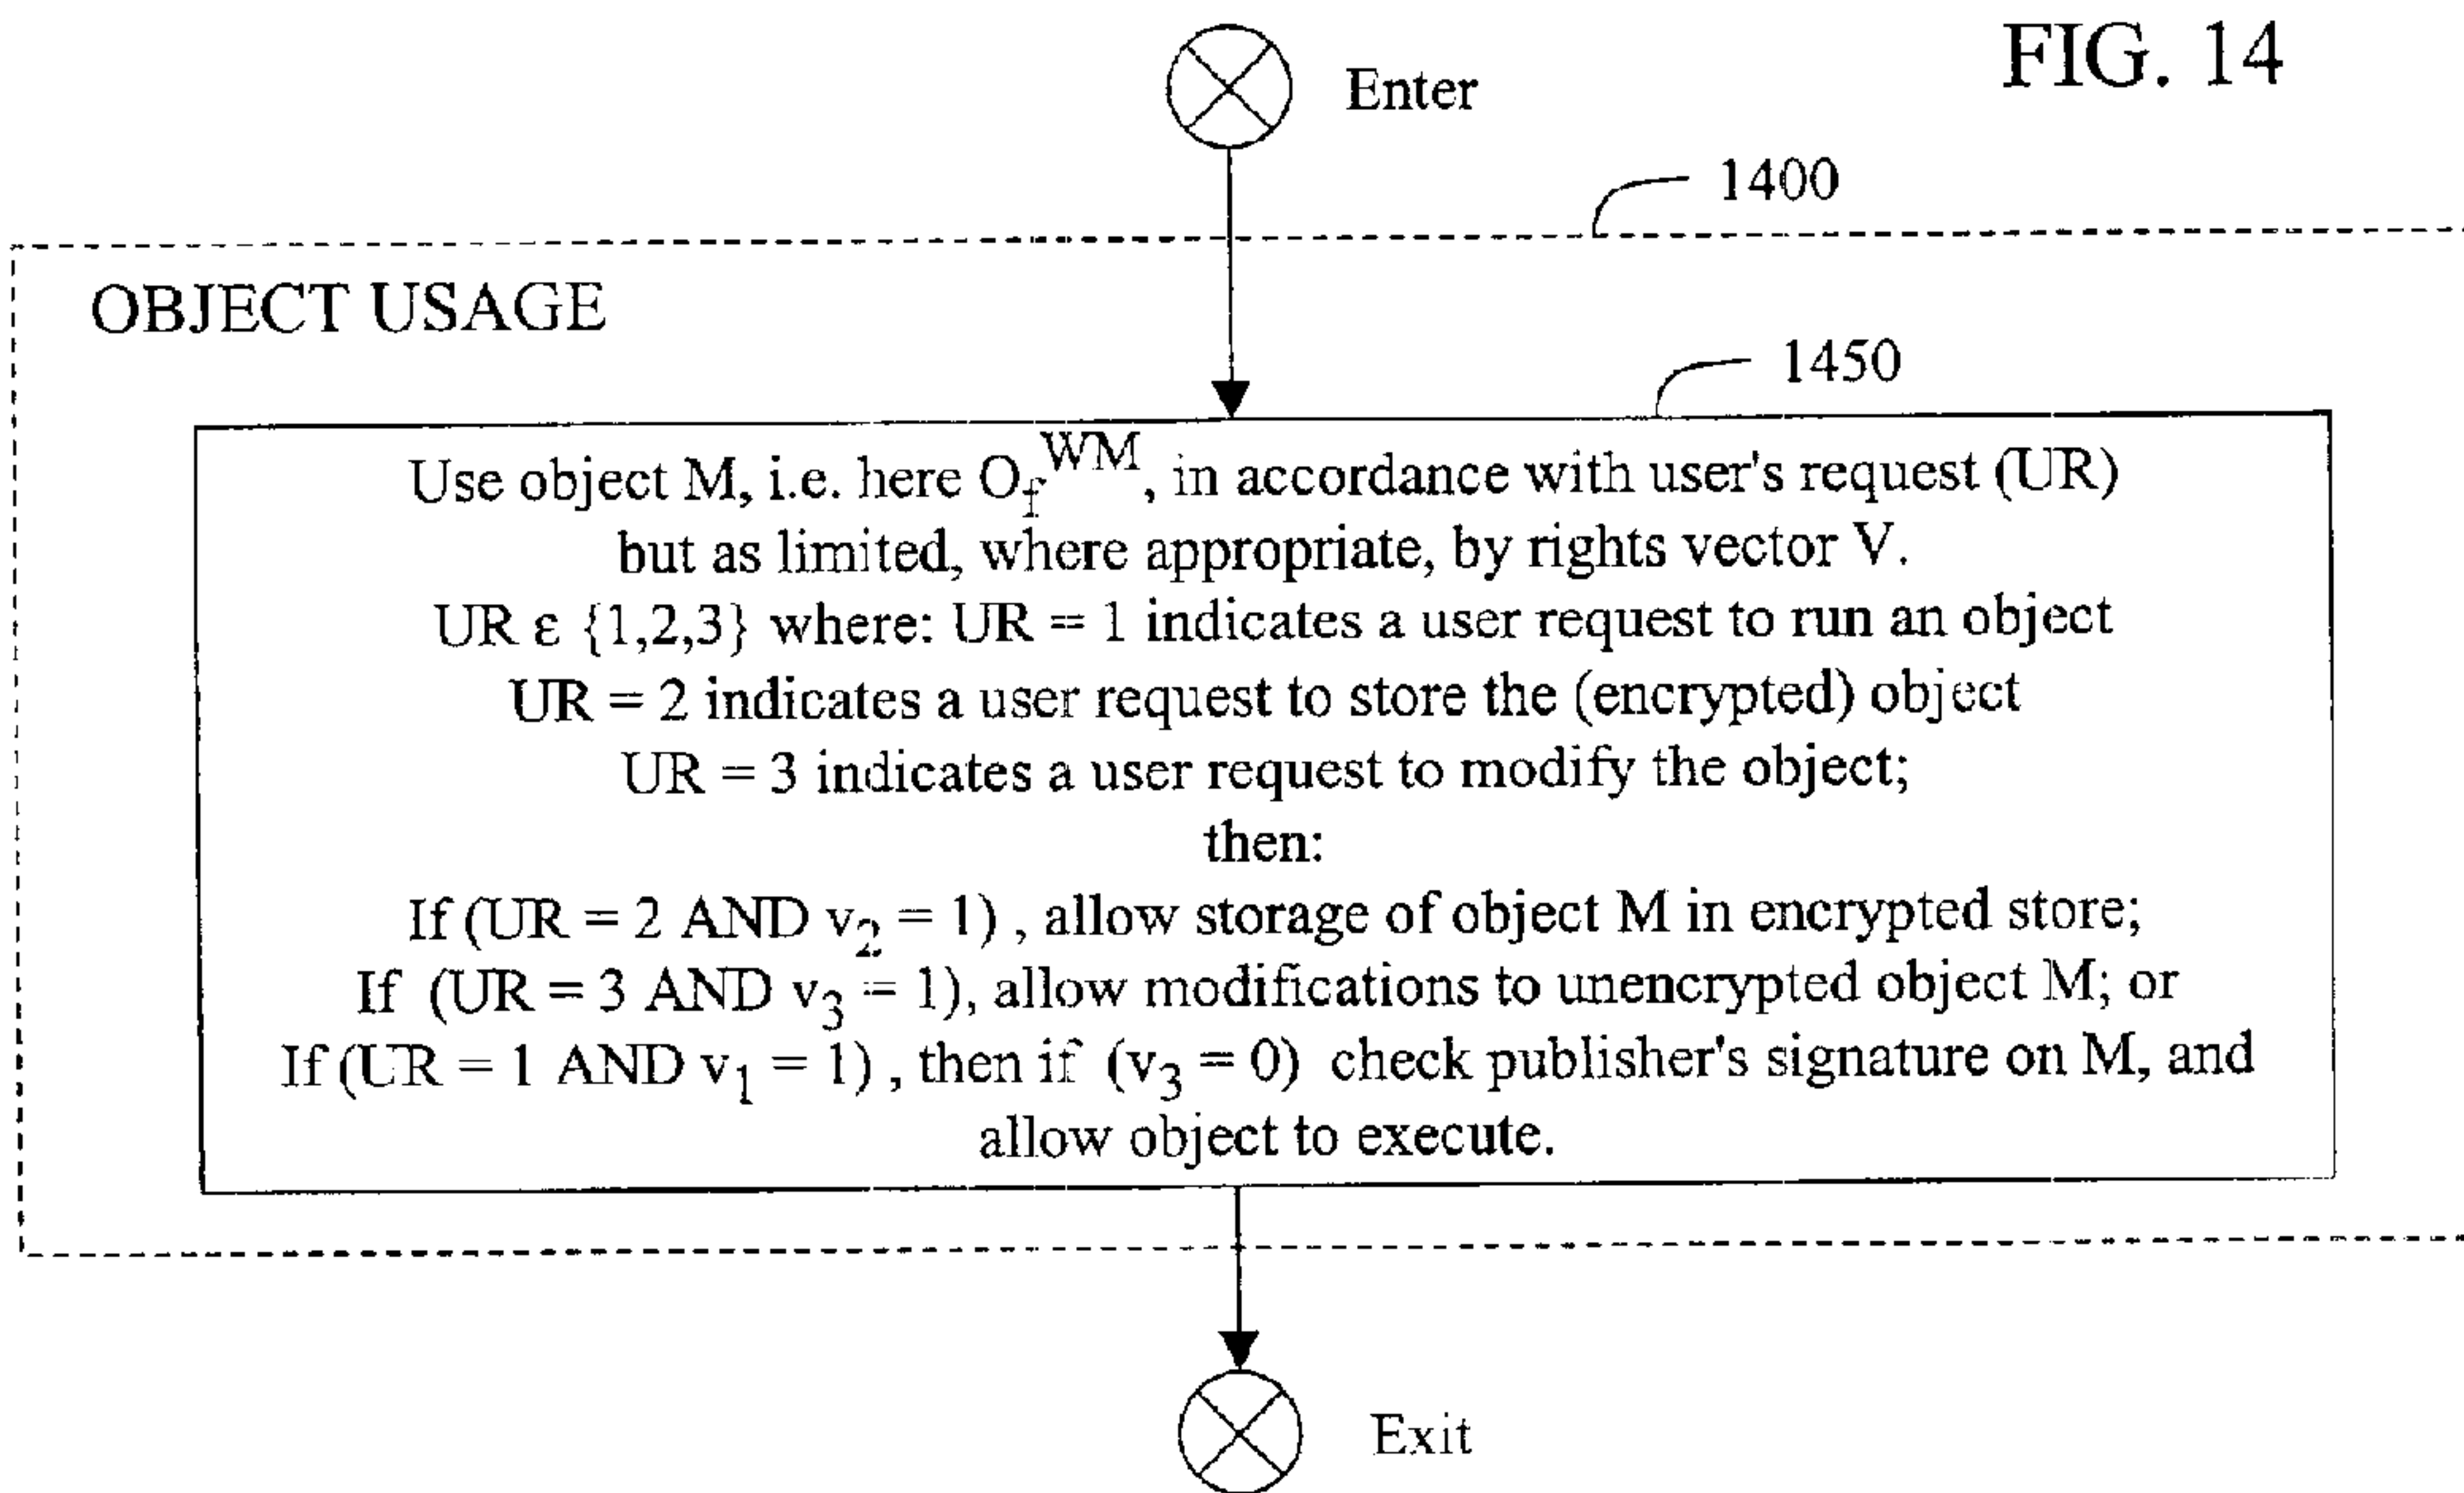 FIG. 14
Enter
1400
OBJECT USAGE
1450
Use object M, i.e. here O_f^WM, in accordance with user's request (UR)
but as limited, where appropriate, by rights vector V.
UR ε {1,2,3} where: UR = 1 indicates a user request to run an object
UR = 2 indicates a user request to store the (encrypted) object
UR = 3 indicates a user request to modify the object;
then:
If (UR = 2 AND v₂ = 1) , allow storage of object M in encrypted store;
If (UR = 3 AND v₃ = 1), allow modifications to unencrypted object M; or
If (UR = 1 AND v₁ = 1) , then if (v₃ = 0) check publisher's signature on M, and
allow object to execute.
Exit